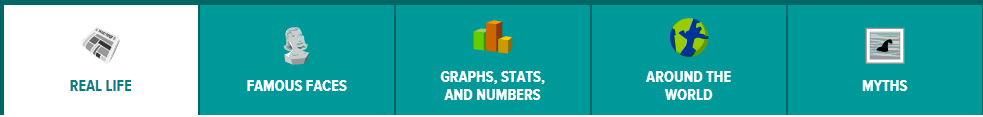 REAL LIFE
FAMOUS FACES
GRAPHS, STATS,
AND NUMBERS
AROUND THE
WORLD
MYTHS